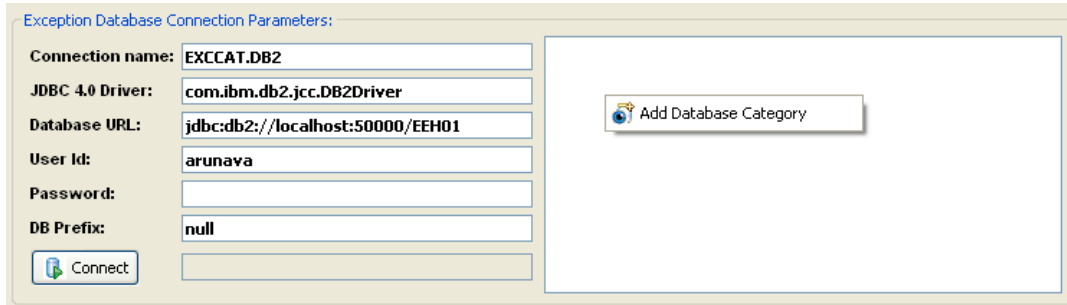 Exception Database Connection Parameters:
Connection name: EXCCAT.DB2
JDBC 4.0 Driver: com.ibm.db2.jcc.DB2Driver
Database URL: jdbc:db2://localhost:50000/EEH01
User Id: arunava
Password:
DB Prefix: null
Connect
Add Database Category